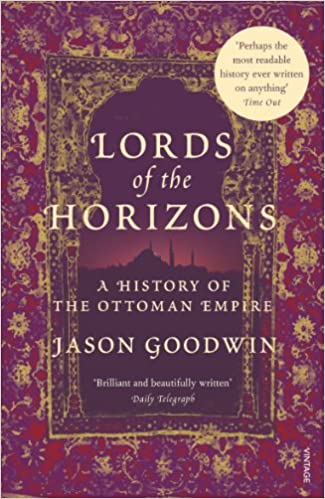 'Perhaps
the most
readable
history ever
written on
anything'
Time Out
LORDS
of the
HORIZONS
A HISTORY OF
THE OTTOMAN EMPIRE
JASON GOODWIN
'Brilliant and beautifully written'
Daily Telegraph
VINTAGE